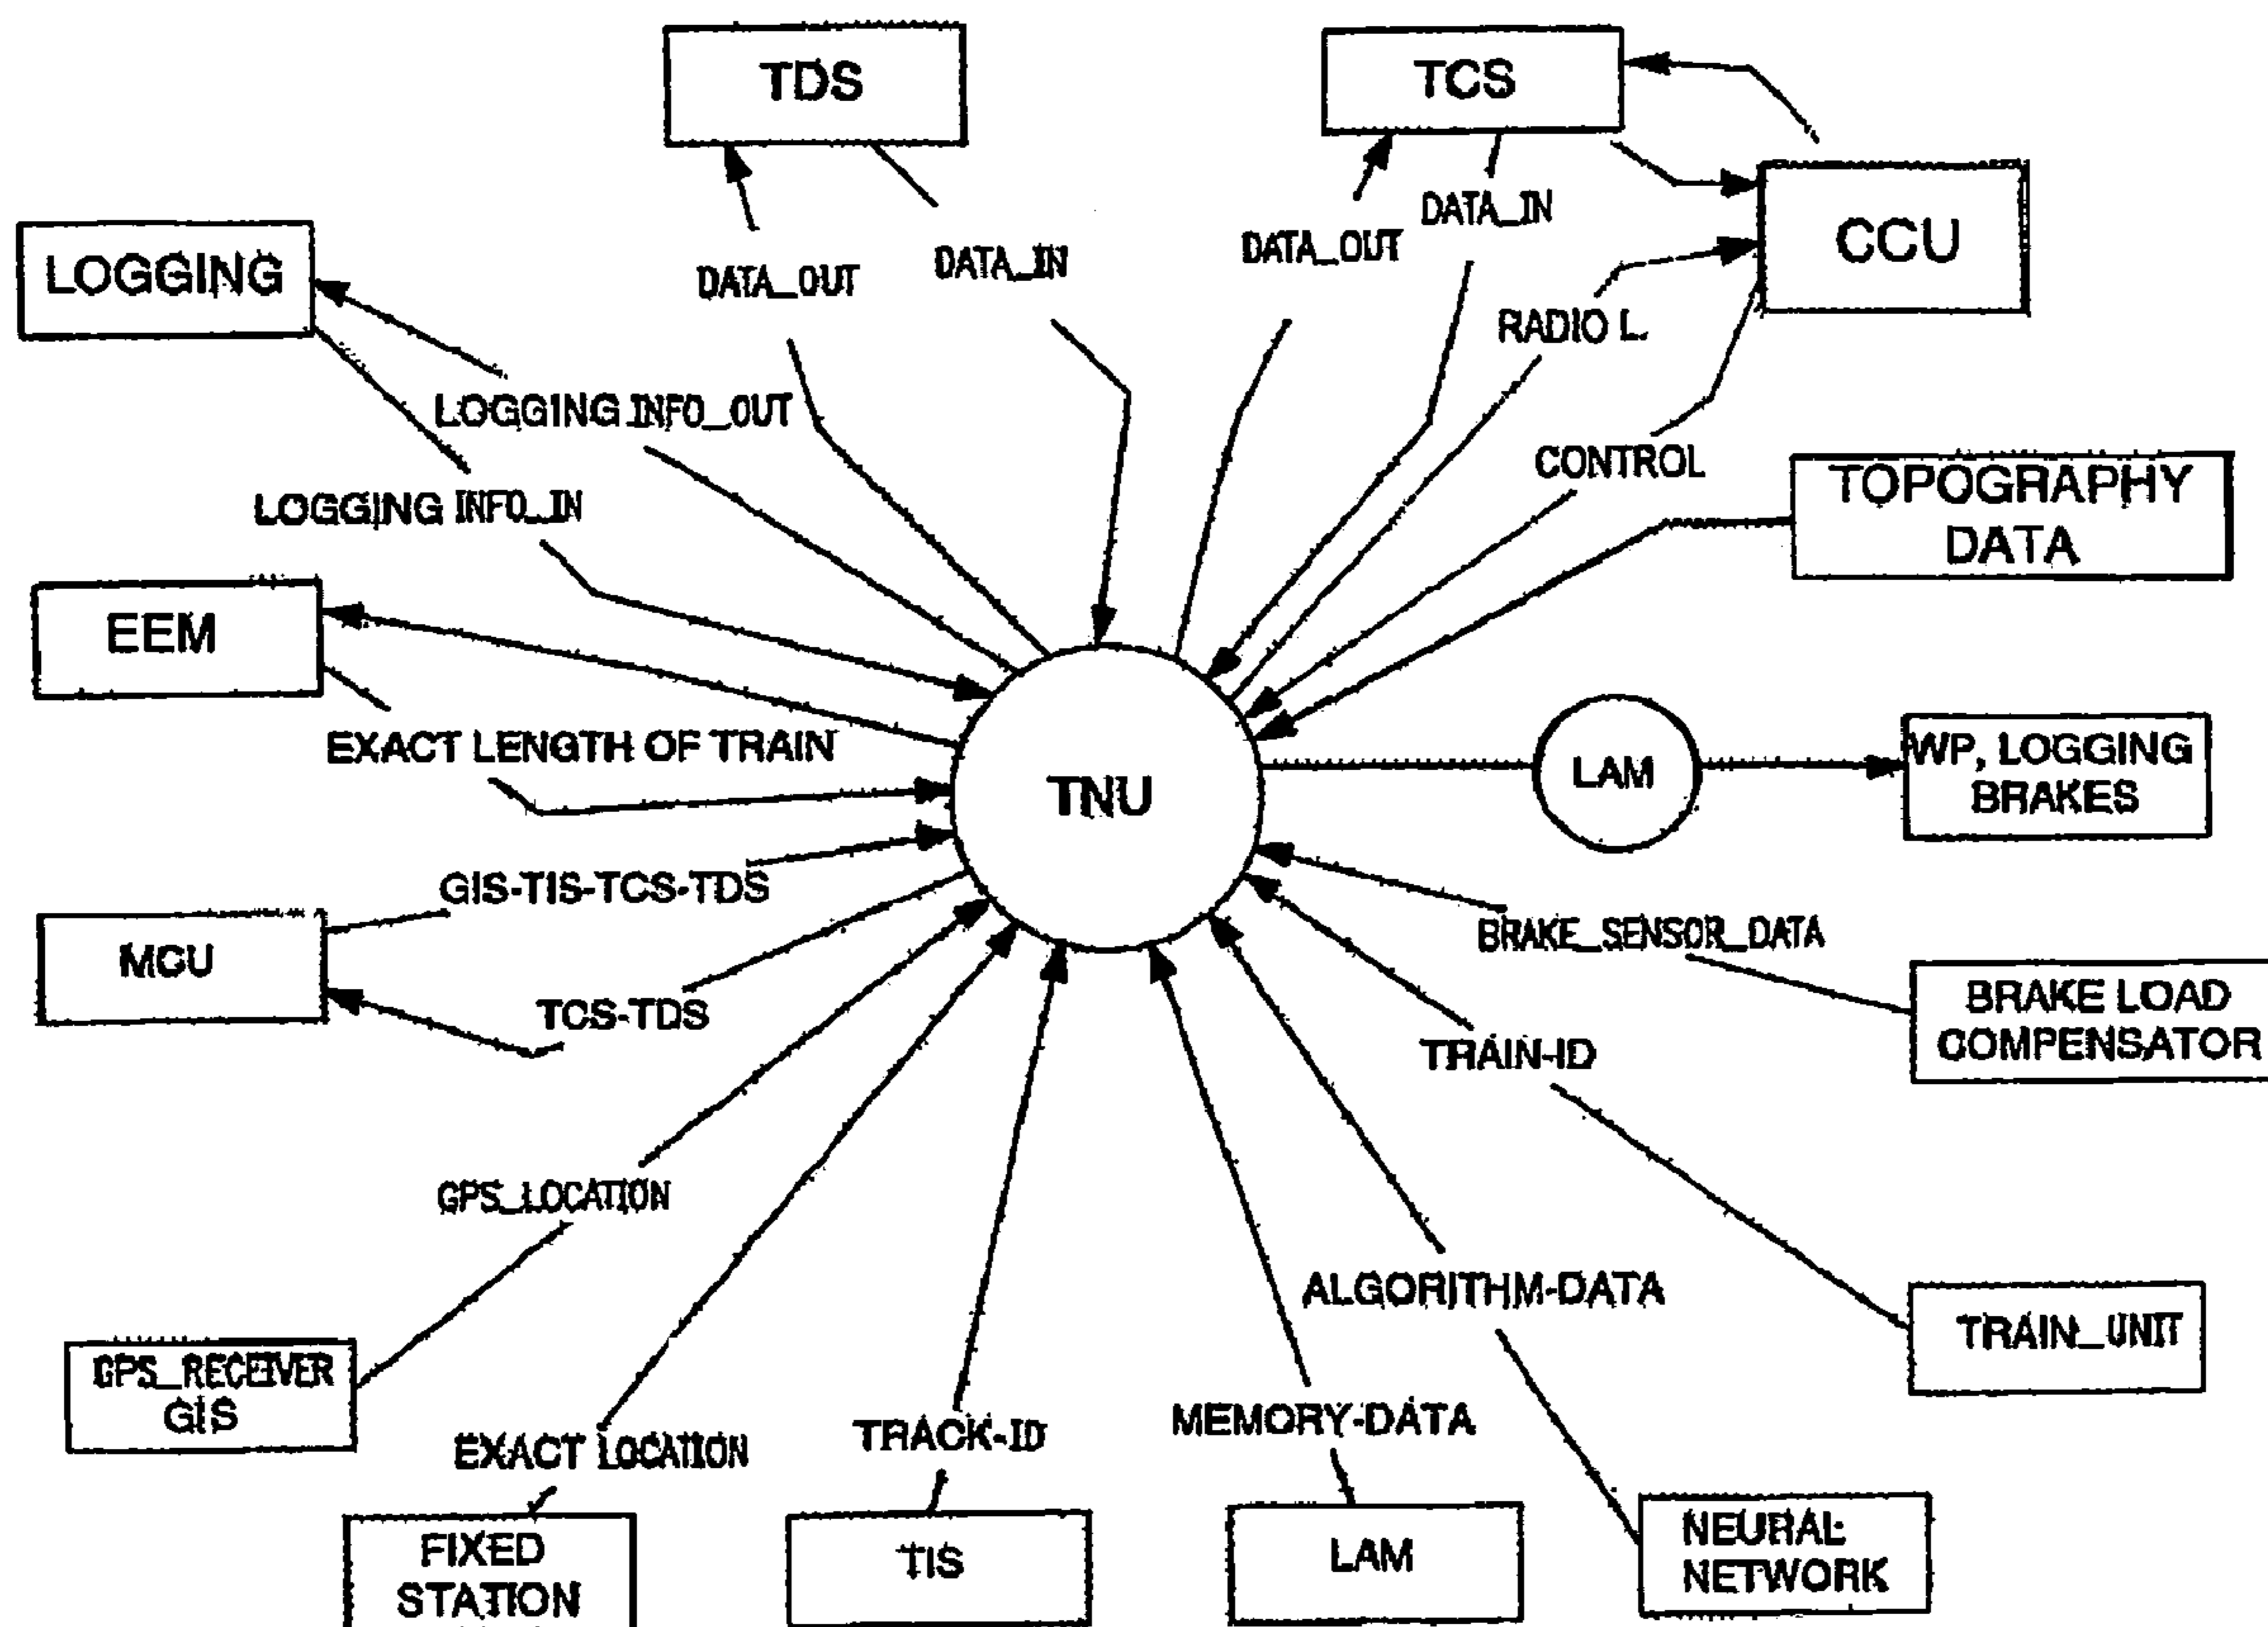 TDS
TCS
CCU
LOGGING
DATA_OUT
DATA_IN
DATA_OUT
DATA_IN
RADIO L.
LOGGING INFO_OUT
CONTROL
TOPOGRAPHY
DATA
LOGGING INFO_IN
EEM
EXACT LENGTH OF TRAIN
TNU
LAM
WP, LOGGING
BRAKES
GIS-TIS-TCS-TDS
MCU
TCS-TDS
BRAKE_SENSOR_DATA
BRAKE LOAD
COMPENSATOR
TRAIN-ID
GPS_LOCATION
ALGORITHM-DATA
TRAIN_UNIT
GPS_RECEIVER
GIS
EXACT LOCATION
TRACK-ID
MEMORY-DATA
FIXED
STATION
TIS
LAM
NEURAL
NETWORK